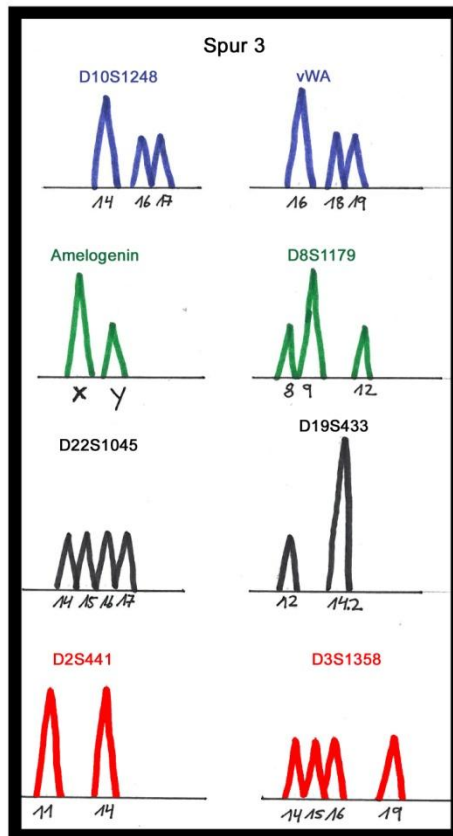 Spur 3
D10S1248 vWA
14 16 17 16 18 19
Amelogenin D8S1179
X Y 8 9 12
D22S1045 D19S433
14 15 16 17 12 14.2
D2S441 D3S1358
11 14 14 15 16 19